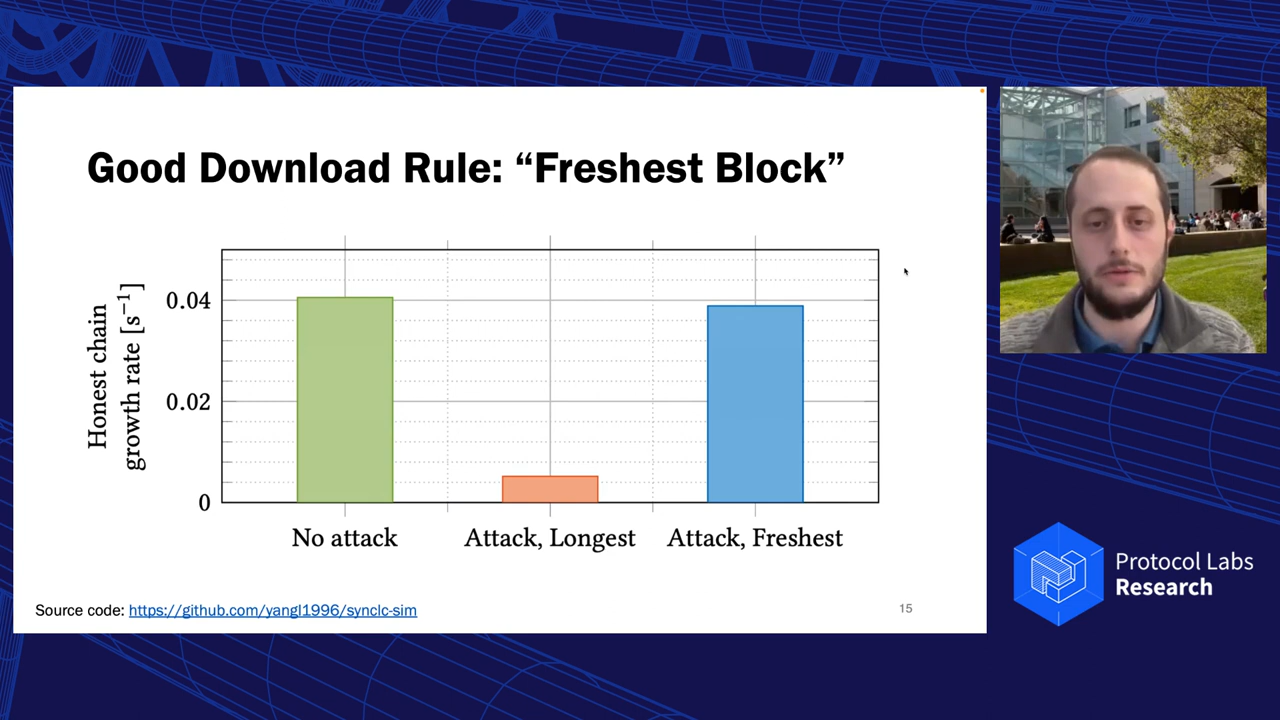 Good Download Rule: “Freshest Block”
Honest chain
growth rate [s⁻¹]
0.04
0.02
0
No attack
Attack, Longest
Attack, Freshest
Source code: https://github.com/yangl1996/synclc-sim
15
Protocol Labs
Research